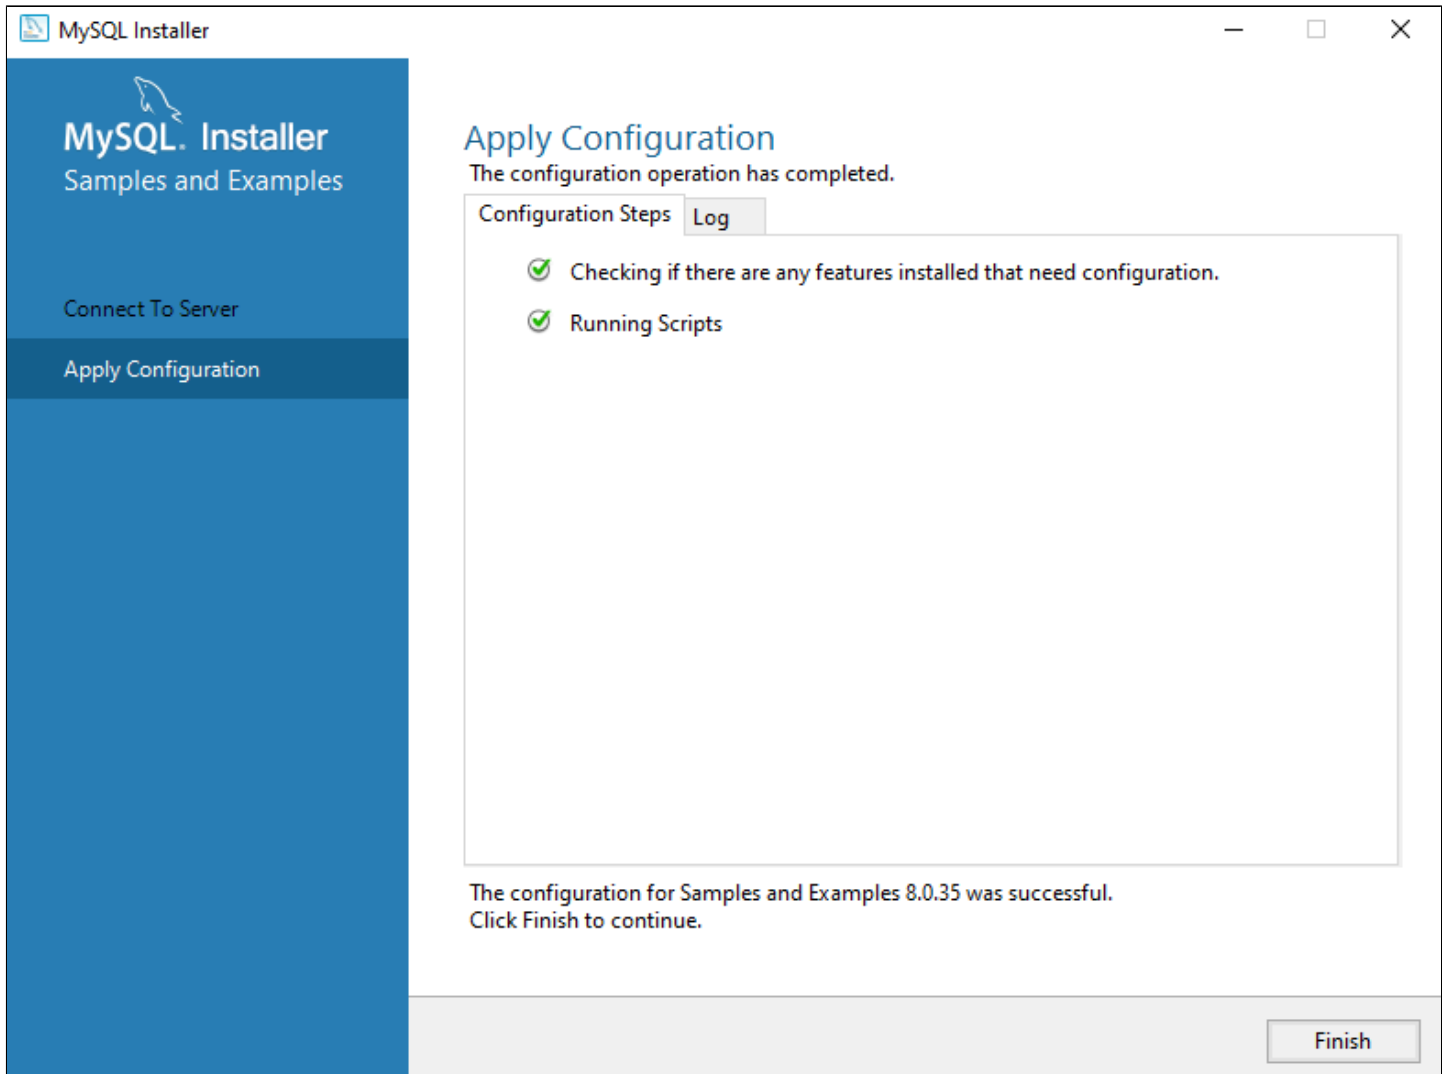 MySQL Installer
MySQL. Installer
Samples and Examples
Connect To Server
Apply Configuration
Apply Configuration
The configuration operation has completed.
Configuration Steps
Log
Checking if there are any features installed that need configuration.
Running Scripts
The configuration for Samples and Examples 8.0.35 was successful.
Click Finish to continue.
Finish